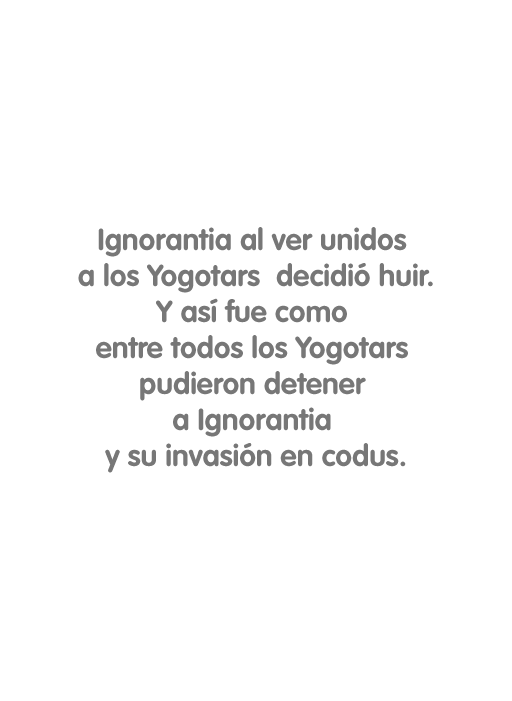 Ignorantia al ver unidos
a los Yogotars decidió huir.
Y así fue como
entre todos los Yogotars
pudieron detener
a Ignorantia
y su invasión en codus.